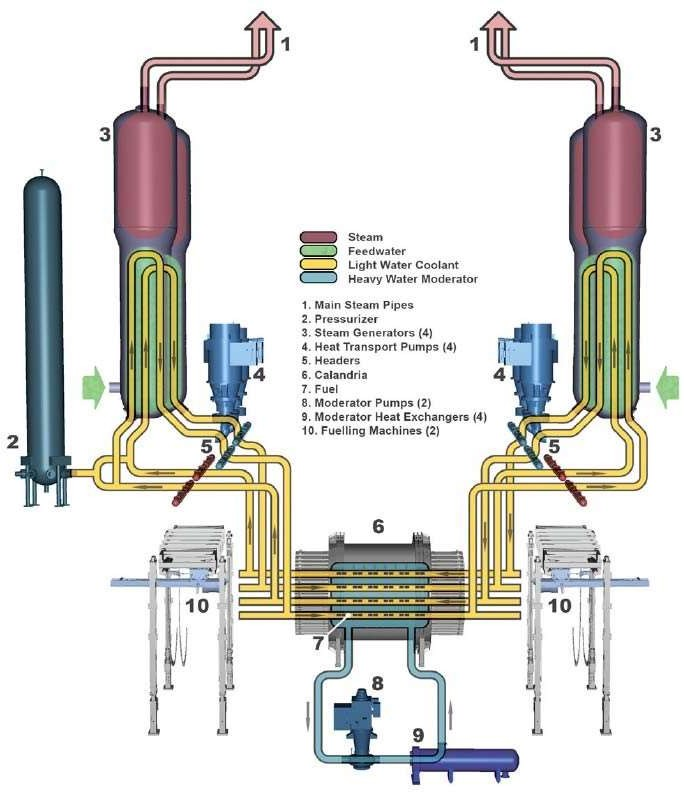 1
1
3
3
Steam
Feedwater
Light Water Coolant
Heavy Water Moderator
1. Main Steam Pipes
2. Pressurizer
3. Steam Generators (4)
4. Heat Transport Pumps (4)
5. Headers
6. Calandria
7. Fuel
8. Moderator Pumps (2)
9. Moderator Heat Exchangers (4)
10. Fuelling Machines (2)
4
4
2
5
5
6
10
10
7
8
9